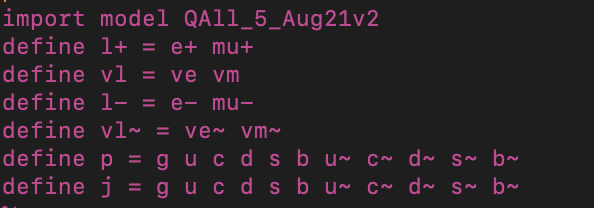 import model QAll_5_Aug21v2
define l+ = e+ mu+
define vl = ve vm
define l- = e- mu-
define vl~ = ve~ vm~
define p = g u c d s b u~ c~ d~ s~ b~
define j = g u c d s b u~ c~ d~ s~ b~